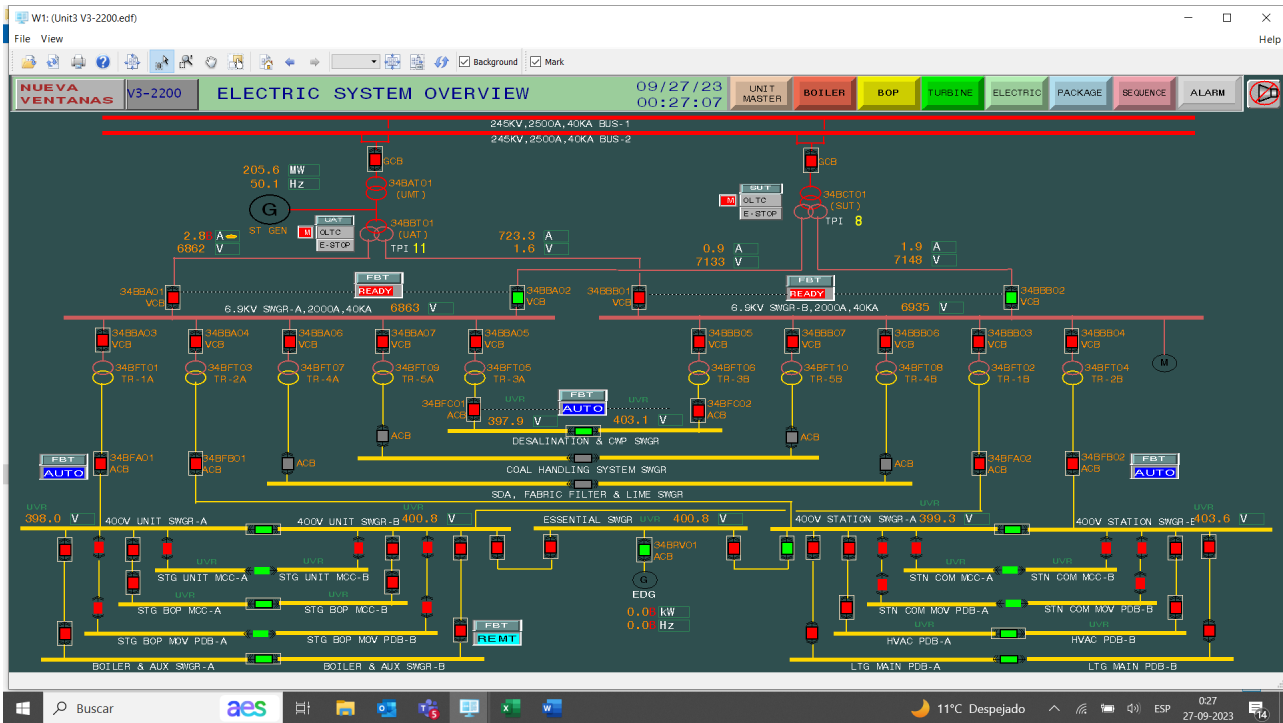 W1: (Unit3 V3-2200.edf)
File View Help
Background Mark
NUEVA VENTANAS
V3-2200
ELECTRIC SYSTEM OVERVIEW
09/27/23
00:27:07
UNIT MASTER
BOILER
BOP
TURBINE
ELECTRIC
PACKAGE
SEQUENCE
ALARM
245KV,2500A,40KA BUS-1
245KV,2500A,40KA BUS-2
GCB GCB
205.6 MW
50.1 Hz
34BAT01
(UMT)
G
ST GEN
UAT
M OLTC
E-STOP
34BBT01
(UAT)
TPI 11
SUT
M OLTC
E-STOP
34BCT01
(SUT)
TPI 8
2.8 A
6862 V
723.3 A
1.6 V
0.9 A
7133 V
1.9 A
7148 V
34BBA01 VCB
FBT
READY
34BBA02 VCB
34BBB01 VCB
FBT
READY
34BBB02 VCB
6.9KV SWGR-A,2000A,40KA 6863 V
6.9KV SWGR-B,2000A,40KA 6935 V
34BBA03 VCB
34BBA04 VCB
34BBA06 VCB
34BBA07 VCB
34BBA05 VCB
34BBB05 VCB
34BBB07 VCB
34BBB06 VCB
34BBB03 VCB
34BBB04 VCB
M
34BFT01 TR-1A
34BFT03 TR-2A
34BFT07 TR-4A
34BFT09 TR-5A
34BFT05 TR-3A
34BFT06 TR-3B
34BFT10 TR-5B
34BFT08 TR-4B
34BFT02 TR-1B
34BFT04 TR-2B
34BFC01 ACB
UVR
397.9 V
FBT
AUTO
UVR
403.1 V
34BFC02 ACB
DESALINATION & CWP SWGR
ACB ACB
COAL HANDLING SYSTEM SWGR
FBT
AUTO
34BFA01 ACB
34BFB01 ACB
ACB
ACB
34BFA02 ACB
34BFB02 ACB
FBT
AUTO
SDA, FABRIC FILTER & LIME SWGR
UVR
398.0 V
400V UNIT SWGR-A
UVR
400V UNIT SWGR-B 400.8 V
ESSENTIAL SWGR UVR 400.8 V
UVR
400V STATION SWGR-A 399.3 V
UVR
400V STATION SWGR-B 403.6 V
34BRV01 ACB
G
EDG
0.0 kW
0.0 Hz
UVR UVR
STG UNIT MCC-A STG UNIT MCC-B
STG BOP MCC-A STG BOP MCC-B
STG BOP MOV PDB-A STG BOP MOV PDB-B
FBT
REMT
BOILER & AUX SWGR-A BOILER & AUX SWGR-B
UVR UVR
STN COM MCC-A STN COM MCC-B
STN COM MOV PDB-A STN COM MOV PDB-B
HVAC PDB-A HVAC PDB-B
LTG MAIN PDB-A LTG MAIN PDB-B
Buscar
aes
11°C Despejado
ESP
0:27
27-09-2023
14